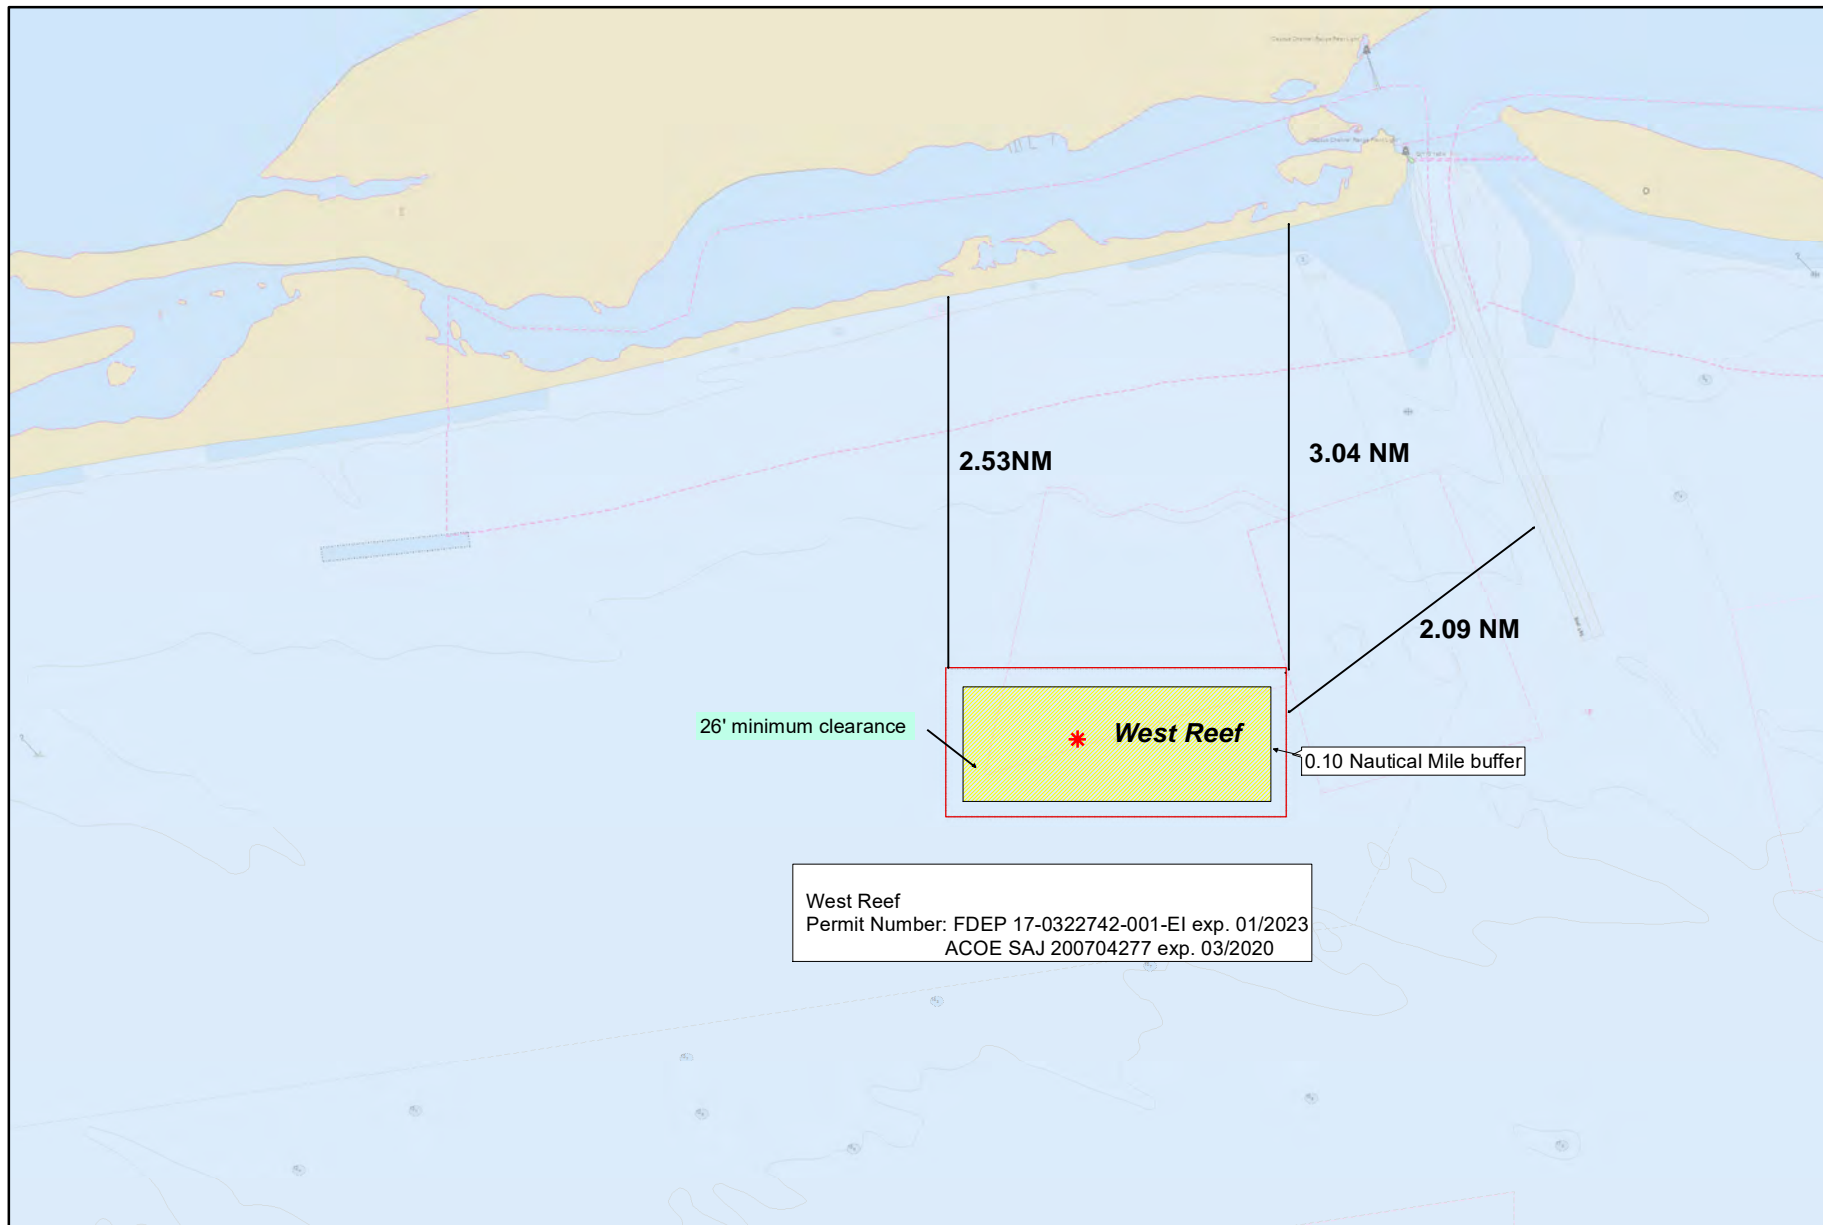 2.53NM
3.04 NM
2.09 NM
26' minimum clearance
West Reef
0.10 Nautical Mile buffer
West Reef
Permit Number: FDEP 17-0322742-001-EI exp. 01/2023
ACOE SAJ 200704277 exp. 03/2020